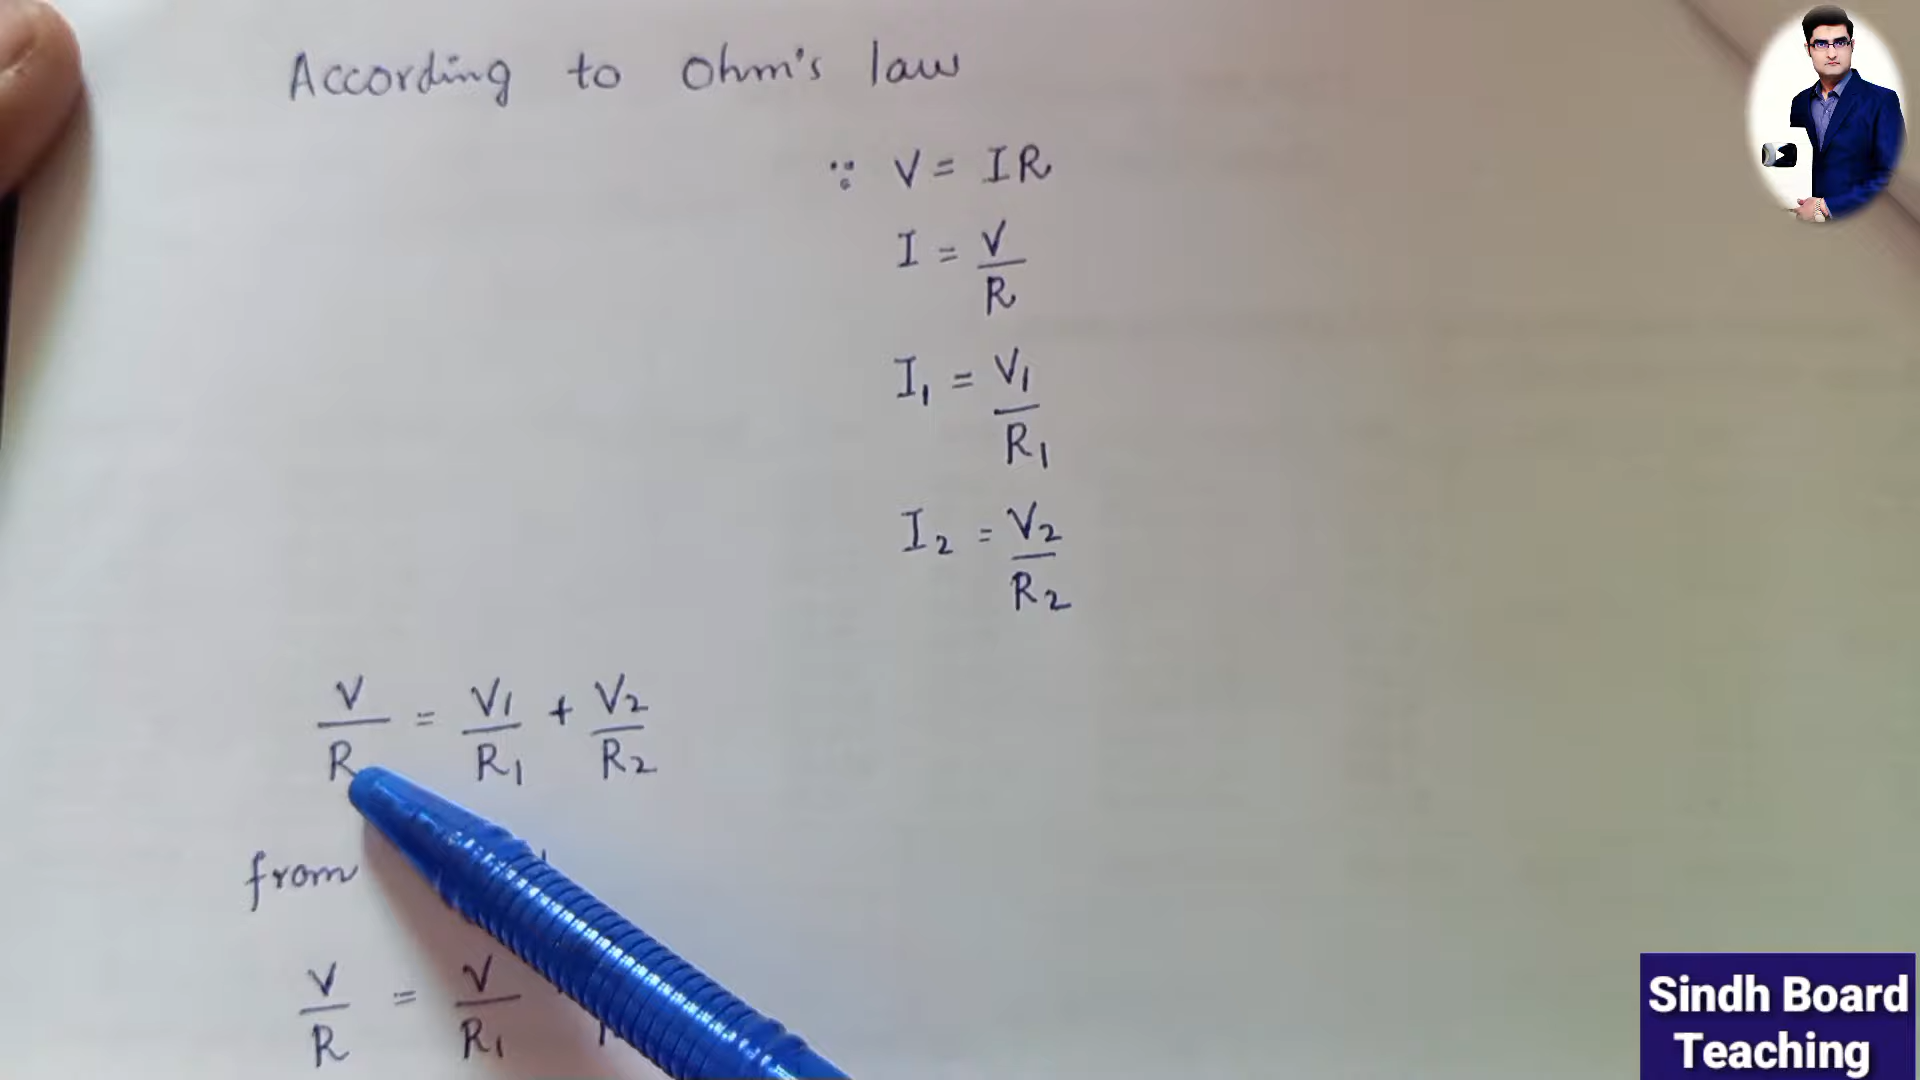 According to Ohm's law
∵ V = IR
I = V/R
I₁ = V₁/R₁
I₂ = V₂/R₂
V/R = V₁/R₁ + V₂/R₂
from
V/R = V/R₁
Sindh Board
Teaching